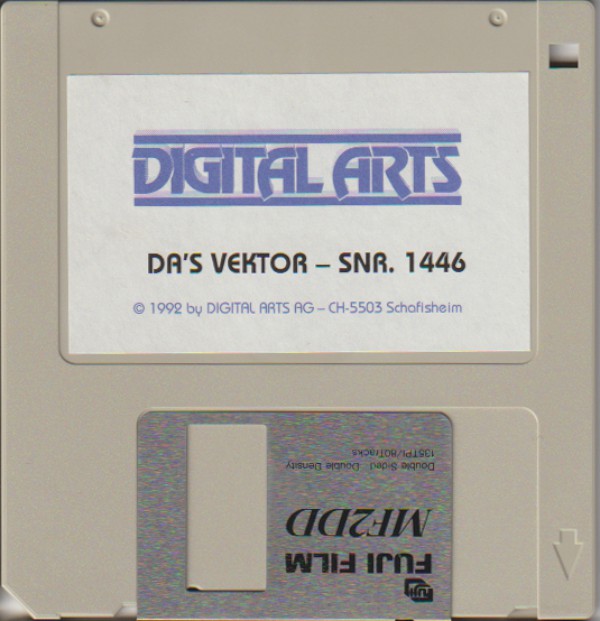 DIGITAL ARTS
DA'S VEKTOR – SNR. 1446
© 1992 by DIGITAL ARTS AG – CH-5503 Schafisheim
FUJI
FUJI FILM
MF2DD
Double Sided · Double Density
135TPI/80Tracks